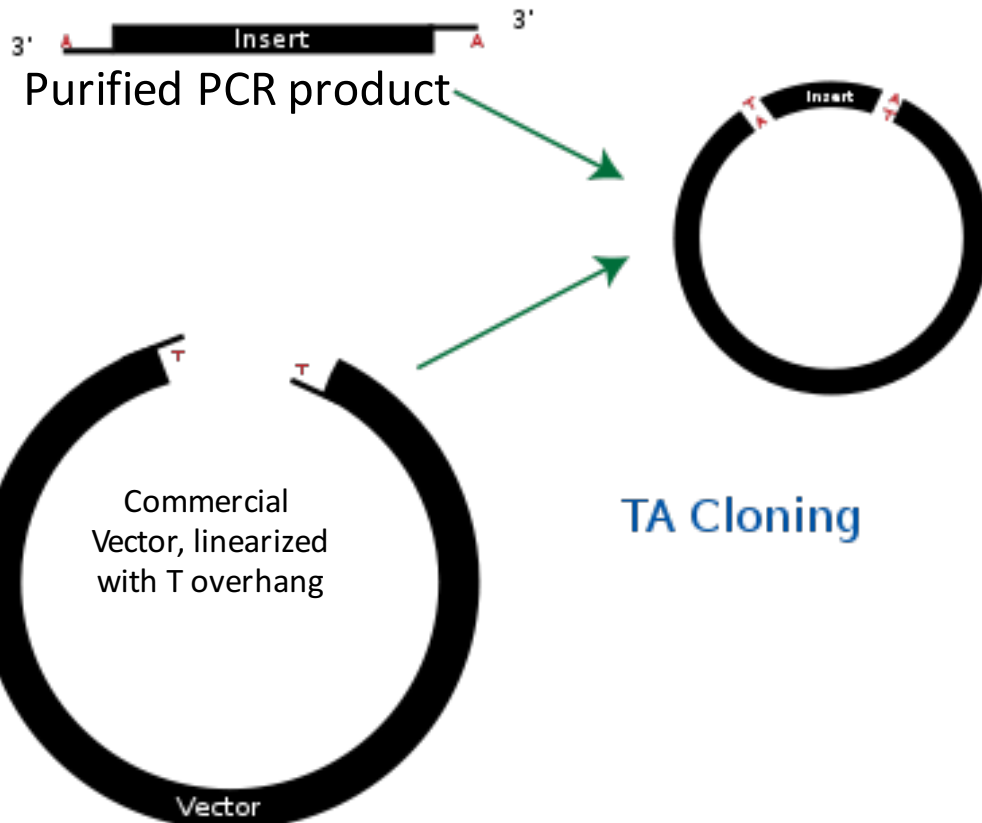 3' A Insert A 3'
Purified PCR product
T A Insert A T
T T
Commercial
Vector, linearized
with T overhang
TA Cloning
Vector